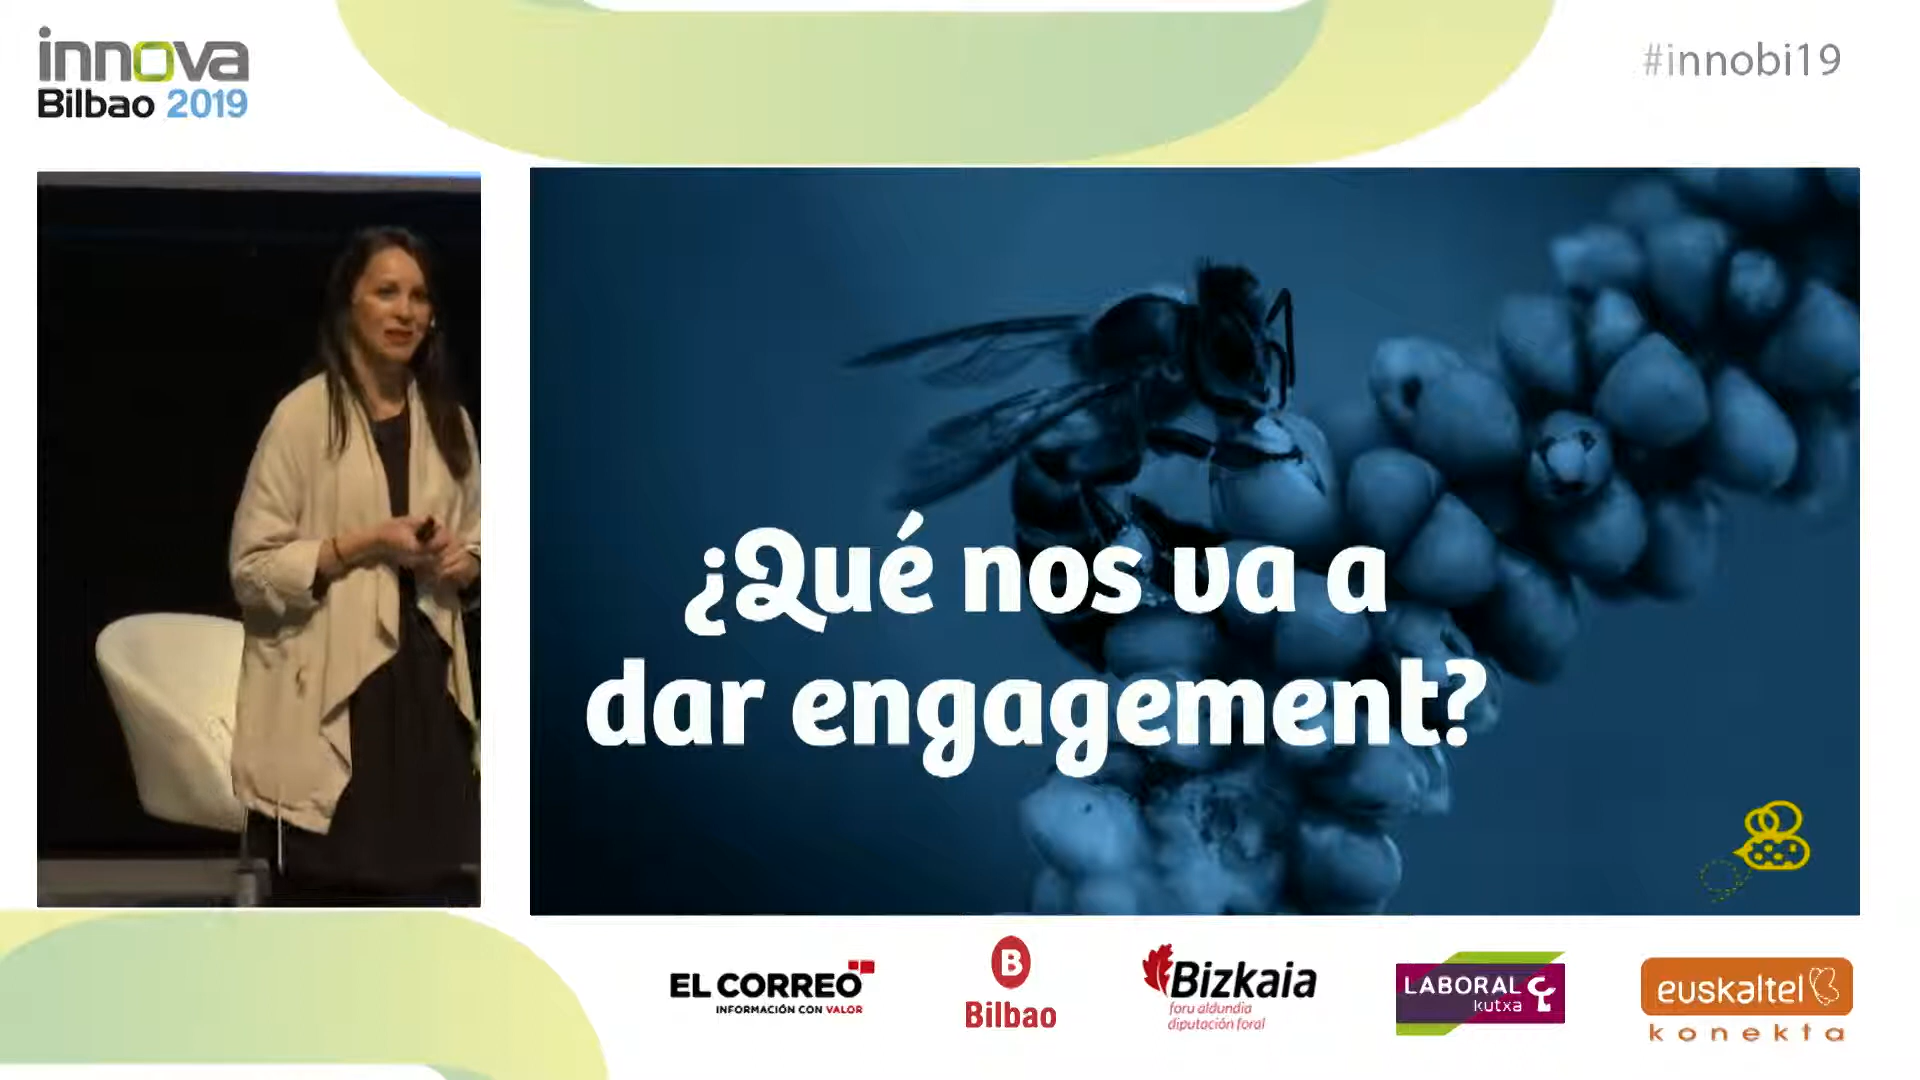 innova
Bilbao 2019
#innobi19
¿Qué nos va a
dar engagement?
EL CORREO
INFORMACIÓN CON VALOR
B
Bilbao
Bizkaia
foru aldundia
diputación foral
LABORAL
kutxa
euskaltel
konekta